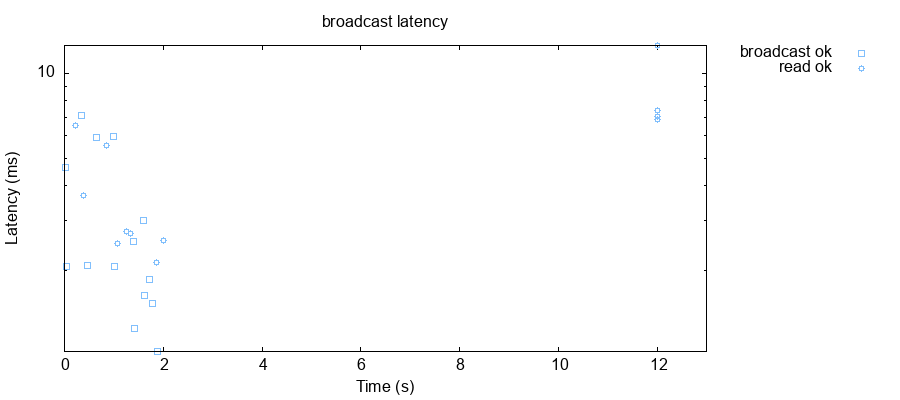 broadcast latency
broadcast ok
read ok
10
Latency (ms)
0 2 4 6 8 10 12
Time (s)